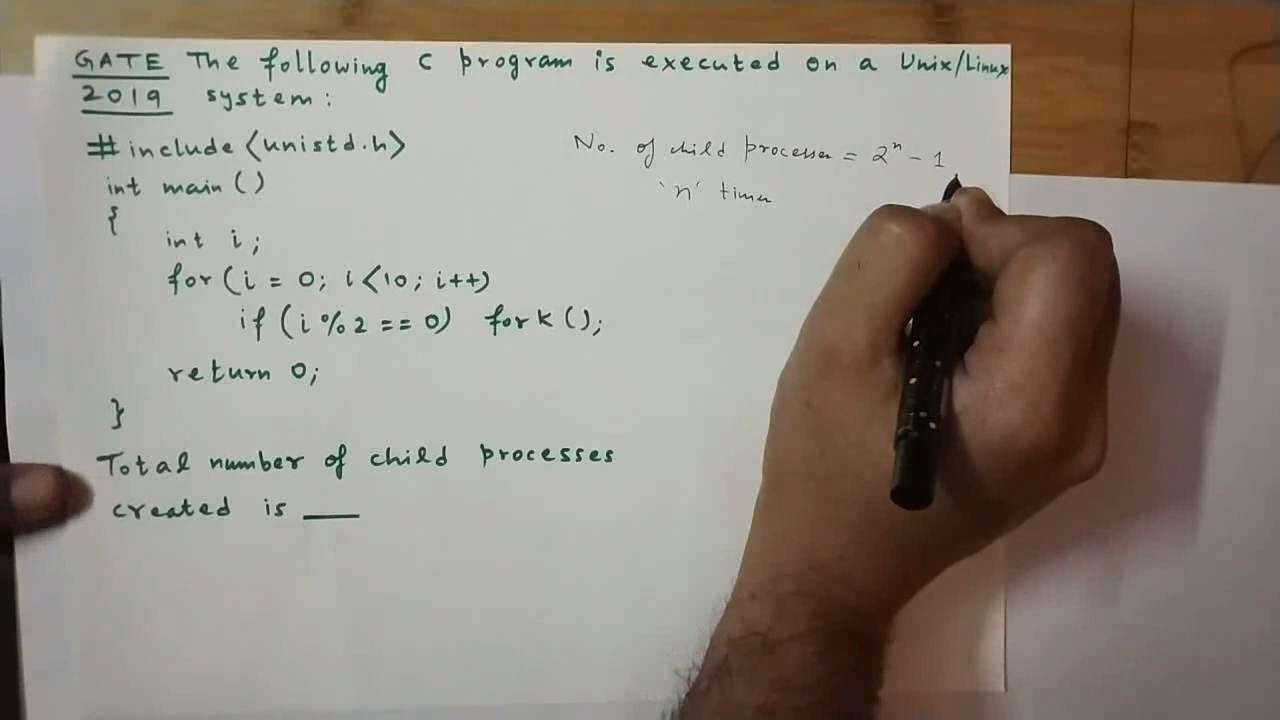 GATE The following C program is executed on a Unix/Linux
2019 system:
#include <unistd.h>
int main ()
{
int i;
for (i = 0; i < 10; i++)
if (i % 2 == 0) fork ();
return 0;
}
Total number of child processes
created is ___
No. of child processes = 2ⁿ - 1
'n' times